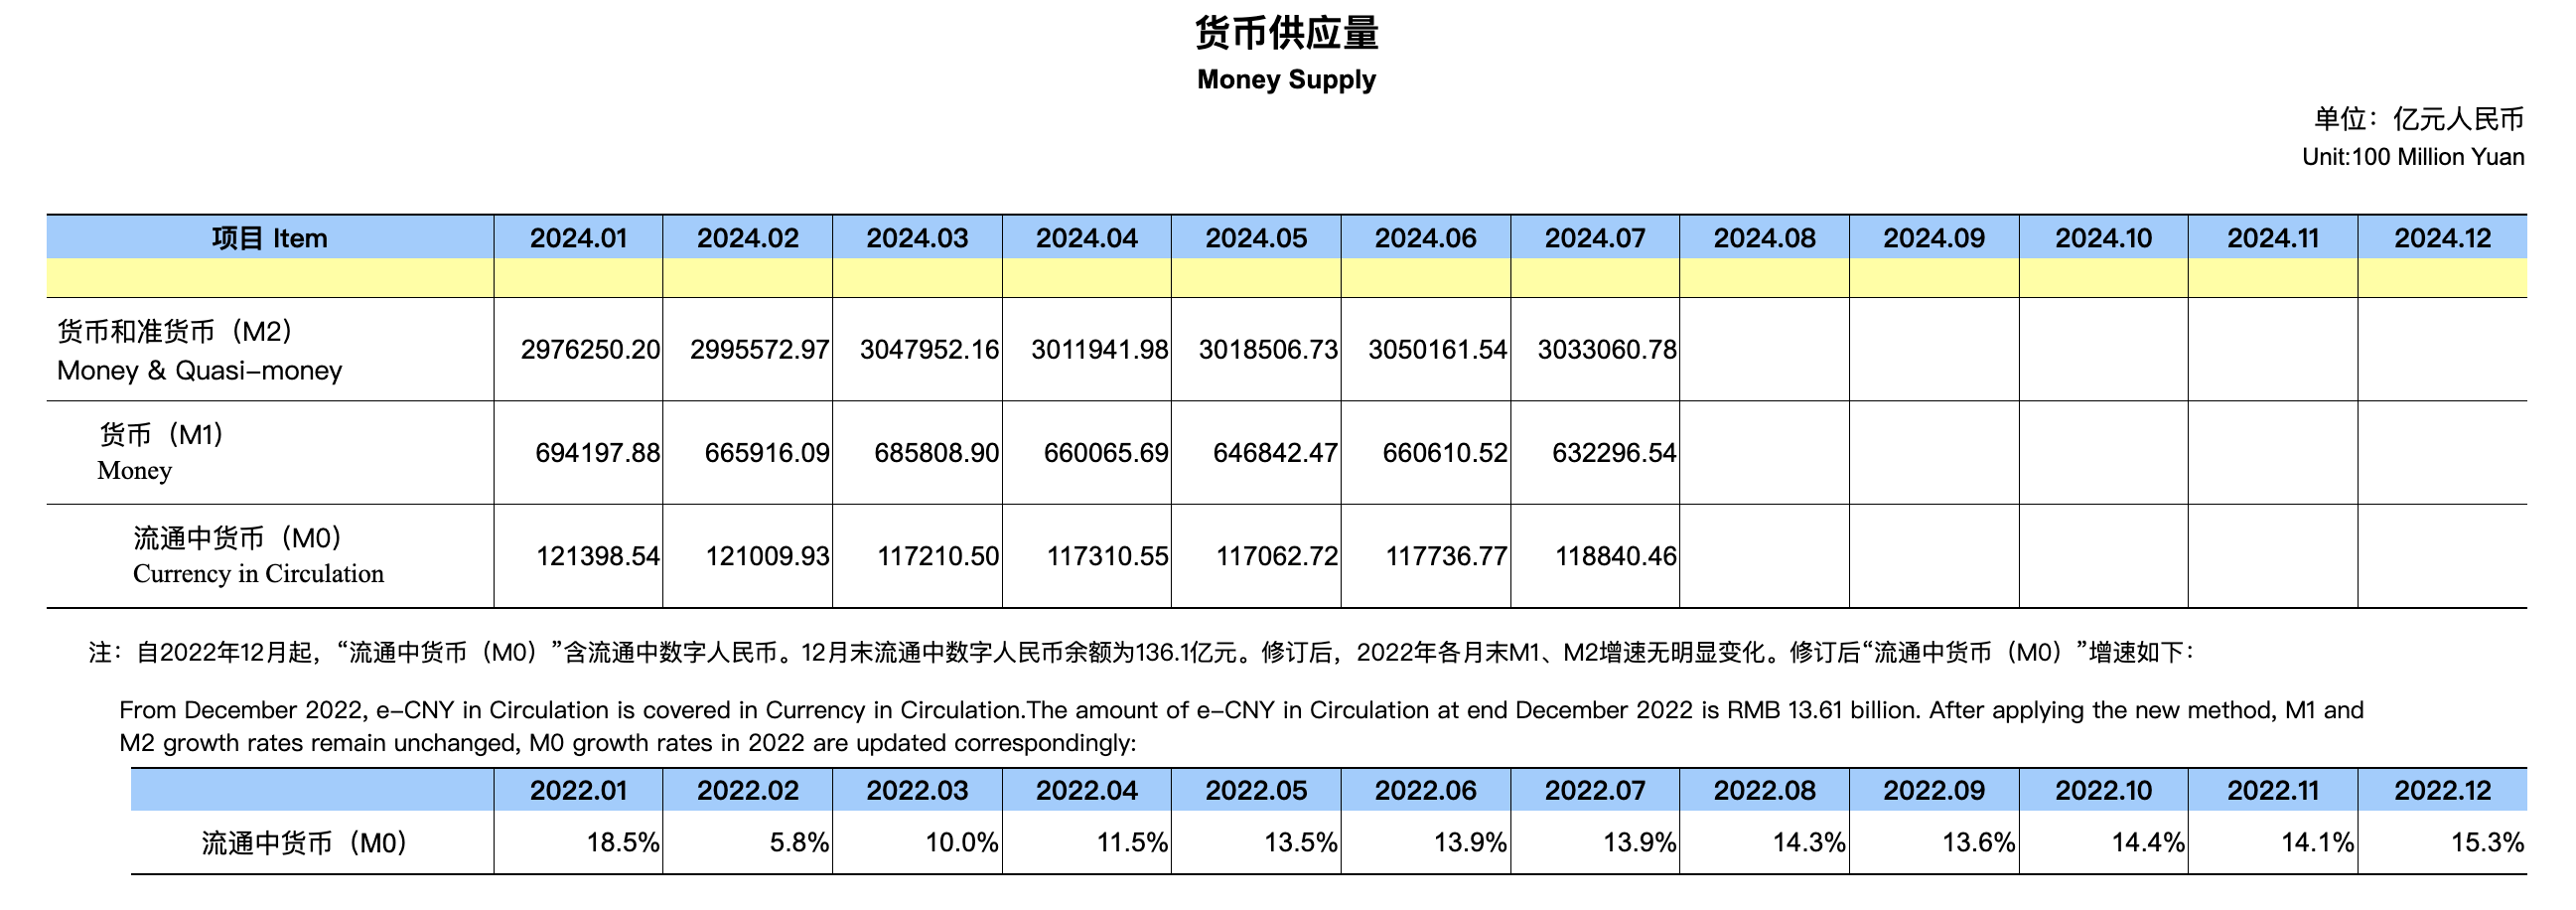 货币供应量
Money Supply
单位：亿元人民币
Unit:100 Million Yuan
项目 Item 2024.01 2024.02 2024.03 2024.04 2024.05 2024.06 2024.07 2024.08 2024.09 2024.10 2024.11 2024.12
货币和准货币（M2）
Money & Quasi-money
2976250.20 2995572.97 3047952.16 3011941.98 3018506.73 3050161.54 3033060.78
货币（M1）
Money
694197.88 665916.09 685808.90 660065.69 646842.47 660610.52 632296.54
流通中货币（M0）
Currency in Circulation
121398.54 121009.93 117210.50 117310.55 117062.72 117736.77 118840.46
注：自2022年12月起，“流通中货币（M0）”含流通中数字人民币。12月末流通中数字人民币余额为136.1亿元。修订后，2022年各月末M1、M2增速无明显变化。修订后“流通中货币（M0）”增速如下：
From December 2022, e-CNY in Circulation is covered in Currency in Circulation.The amount of e-CNY in Circulation at end December 2022 is RMB 13.61 billion. After applying the new method, M1 and
M2 growth rates remain unchanged, M0 growth rates in 2022 are updated correspondingly:
2022.01 2022.02 2022.03 2022.04 2022.05 2022.06 2022.07 2022.08 2022.09 2022.10 2022.11 2022.12
流通中货币（M0） 18.5% 5.8% 10.0% 11.5% 13.5% 13.9% 13.9% 14.3% 13.6% 14.4% 14.1% 15.3%